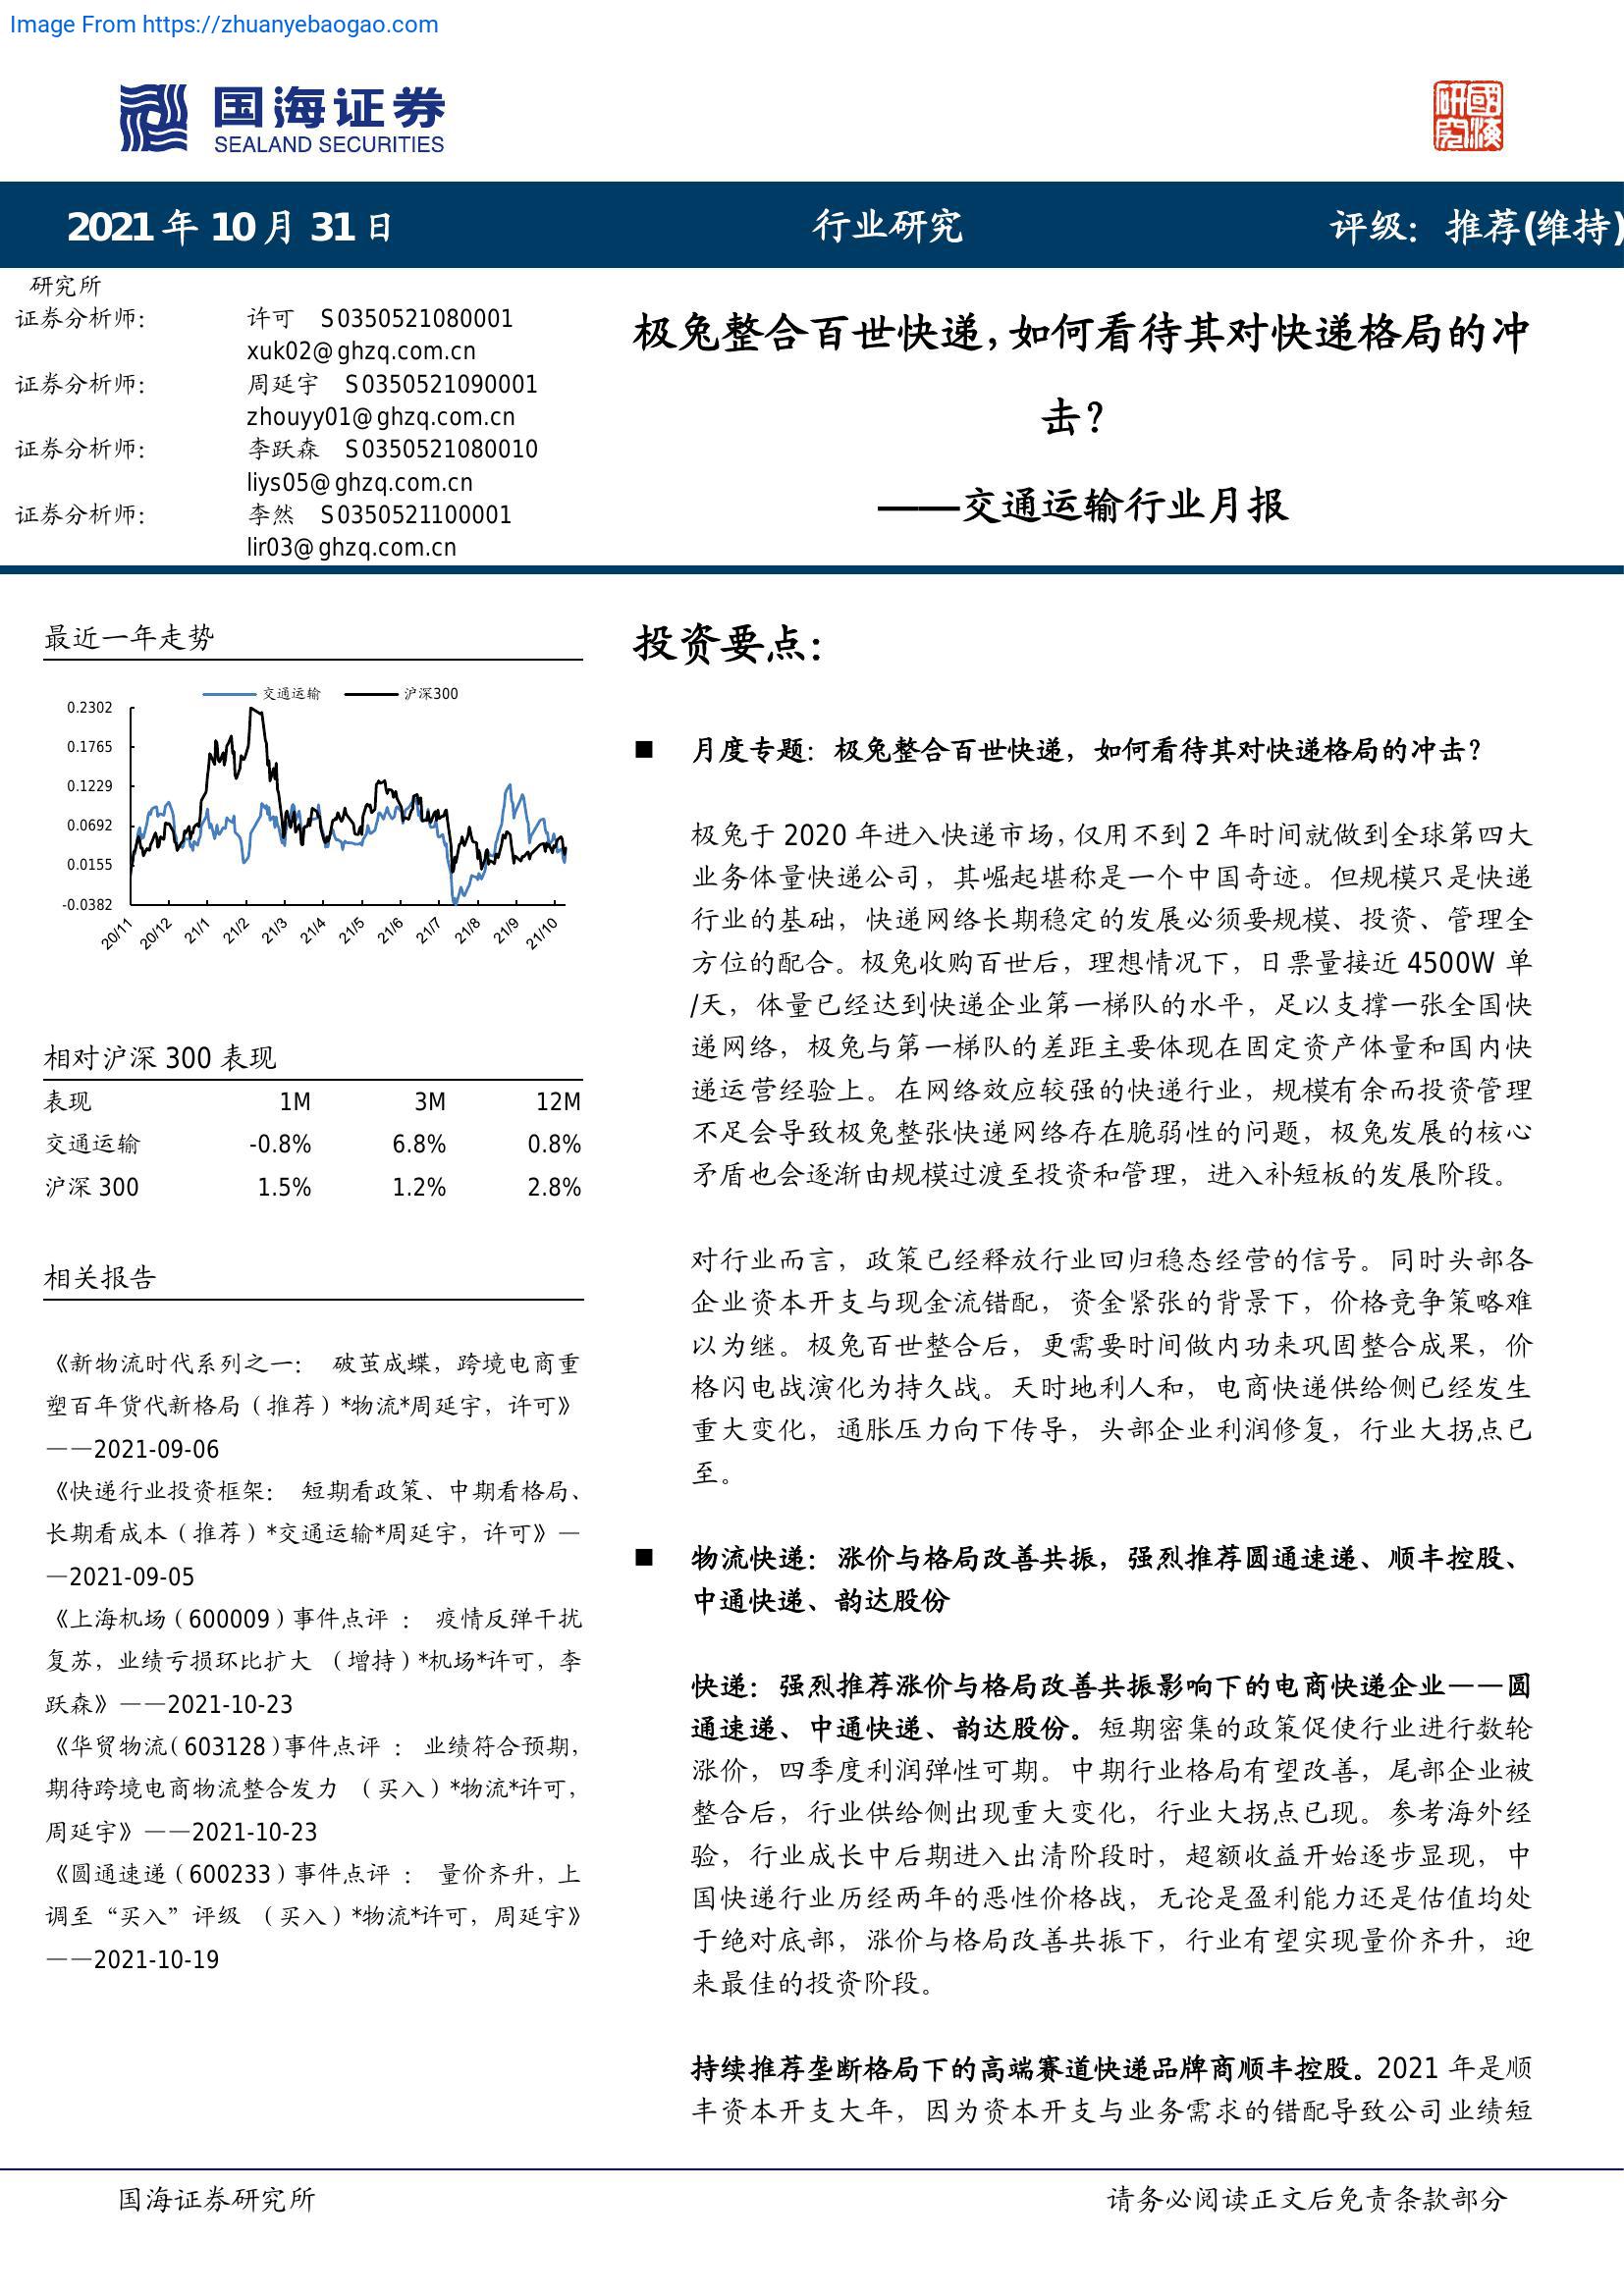 Image From https://zhuanyebaogao.com
国海证券
SEALAND SECURITIES
研國
究海
2021 年 10 月 31 日
行业研究
评级：推荐(维持)
研究所
证券分析师： 许可 S0350521080001
xuk02@ghzq.com.cn
证券分析师： 周延宇 S0350521090001
zhouyy01@ghzq.com.cn
证券分析师： 李跃森 S0350521080010
liys05@ghzq.com.cn
证券分析师： 李然 S0350521100001
lir03@ghzq.com.cn
极兔整合百世快递，如何看待其对快递格局的冲
击？
——交通运输行业月报
最近一年走势
交通运输 沪深300
0.2302
0.1765
0.1229
0.0692
0.0155
-0.0382
20/11 20/12 21/1 21/2 21/3 21/4 21/5 21/6 21/7 21/8 21/9 21/10
相对沪深 300 表现
表现 1M 3M 12M
交通运输 -0.8% 6.8% 0.8%
沪深 300 1.5% 1.2% 2.8%
相关报告
《新物流时代系列之一： 破茧成蝶，跨境电商重
塑百年货代新格局（推荐）*物流*周延宇，许可》
——2021-09-06
《快递行业投资框架： 短期看政策、中期看格局、
长期看成本（推荐）*交通运输*周延宇，许可》—
—2021-09-05
《上海机场（600009）事件点评 ： 疫情反弹干扰
复苏，业绩亏损环比扩大 （增持）*机场*许可，李
跃森》——2021-10-23
《华贸物流（603128）事件点评 ： 业绩符合预期，
期待跨境电商物流整合发力 （买入）*物流*许可，
周延宇》——2021-10-23
《圆通速递（600233）事件点评 ： 量价齐升，上
调至“买入”评级 （买入）*物流*许可，周延宇》
——2021-10-19
投资要点：
■ 月度专题：极兔整合百世快递，如何看待其对快递格局的冲击？
极兔于 2020 年进入快递市场，仅用不到 2 年时间就做到全球第四大
业务体量快递公司，其崛起堪称是一个中国奇迹。但规模只是快递
行业的基础，快递网络长期稳定的发展必须要规模、投资、管理全
方位的配合。极兔收购百世后，理想情况下，日票量接近 4500W 单
/天，体量已经达到快递企业第一梯队的水平，足以支撑一张全国快
递网络，极兔与第一梯队的差距主要体现在固定资产体量和国内快
递运营经验上。在网络效应较强的快递行业，规模有余而投资管理
不足会导致极兔整张快递网络存在脆弱性的问题，极兔发展的核心
矛盾也会逐渐由规模过渡至投资和管理，进入补短板的发展阶段。
对行业而言，政策已经释放行业回归稳态经营的信号。同时头部各
企业资本开支与现金流错配，资金紧张的背景下，价格竞争策略难
以为继。极兔百世整合后，更需要时间做内功来巩固整合成果，价
格闪电战演化为持久战。天时地利人和，电商快递供给侧已经发生
重大变化，通胀压力向下传导，头部企业利润修复，行业大拐点已
至。
■ 物流快递：涨价与格局改善共振，强烈推荐圆通速递、顺丰控股、
中通快递、韵达股份
快递：强烈推荐涨价与格局改善共振影响下的电商快递企业——圆
通速递、中通快递、韵达股份。短期密集的政策促使行业进行数轮
涨价，四季度利润弹性可期。中期行业格局有望改善，尾部企业被
整合后，行业供给侧出现重大变化，行业大拐点已现。参考海外经
验，行业成长中后期进入出清阶段时，超额收益开始逐步显现，中
国快递行业历经两年的恶性价格战，无论是盈利能力还是估值均处
于绝对底部，涨价与格局改善共振下，行业有望实现量价齐升，迎
来最佳的投资阶段。
持续推荐垄断格局下的高端赛道快递品牌商顺丰控股。2021 年是顺
丰资本开支大年，因为资本开支与业务需求的错配导致公司业绩短
国海证券研究所
请务必阅读正文后免责条款部分